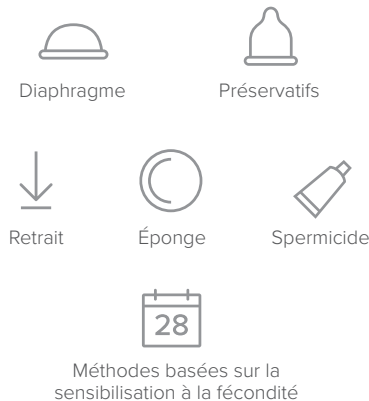 Diaphragme
Préservatifs
Retrait
Éponge
Spermicide
28
Méthodes basées sur la
sensibilisation à la fécondité